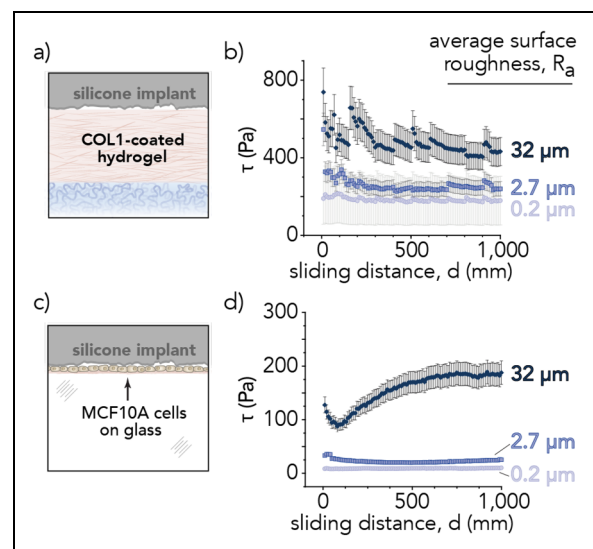 a)
silicone implant
COL1-coated
hydrogel
b)
average surface
roughness, Ra
τ (Pa)
800
400
0
32 μm
2.7 μm
0.2 μm
0
500
1,000
sliding distance, d (mm)
c)
silicone implant
MCF10A cells
on glass
d)
τ (Pa)
300
200
100
0
32 μm
2.7 μm
0.2 μm
0
500
1,000
sliding distance, d (mm)